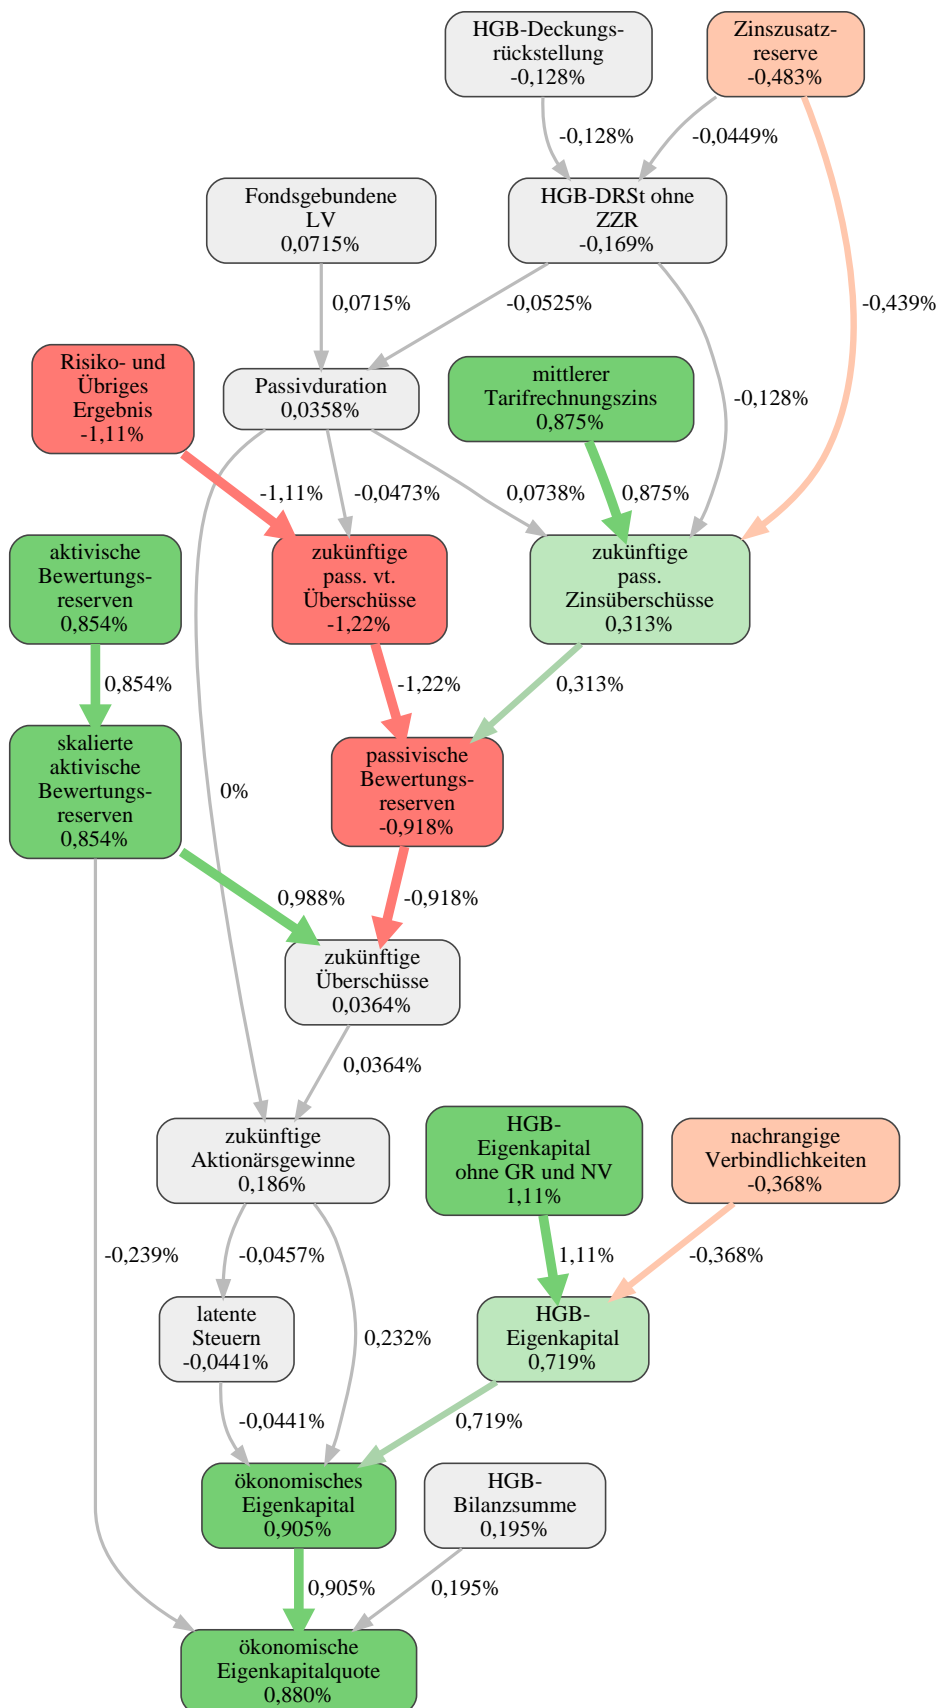 HGB-Deckungs-
rückstellung
-0,128%
Zinszusatz-
reserve
-0,483%
-0,128%
-0,0449%
Fondsgebundene
LV
0,0715%
HGB-DRSt ohne
ZZR
-0,169%
0,0715%
-0,0525%
-0,439%
Risiko- und
Übriges
Ergebnis
-1,11%
Passivduration
0,0358%
mittlerer
Tarifrechnungszins
0,875%
-0,128%
-1,11%
-0,0473%
0,0738%
0,875%
aktivische
Bewertungs-
reserven
0,854%
zukünftige
pass. vt.
Überschüsse
-1,22%
zukünftige
pass.
Zinsüberschüsse
0,313%
0,854%
-1,22%
0,313%
skalierte
aktivische
Bewertungs-
reserven
0,854%
0%
passivische
Bewertungs-
reserven
-0,918%
0,988%
-0,918%
zukünftige
Überschüsse
0,0364%
0,0364%
zukünftige
Aktionärsgewinne
0,186%
HGB-
Eigenkapital
ohne GR und NV
1,11%
nachrangige
Verbindlichkeiten
-0,368%
-0,239%
-0,0457%
1,11%
-0,368%
latente
Steuern
-0,0441%
0,232%
HGB-
Eigenkapital
0,719%
-0,0441%
0,719%
ökonomisches
Eigenkapital
0,905%
HGB-
Bilanzsumme
0,195%
0,905%
0,195%
ökonomische
Eigenkapitalquote
0,880%